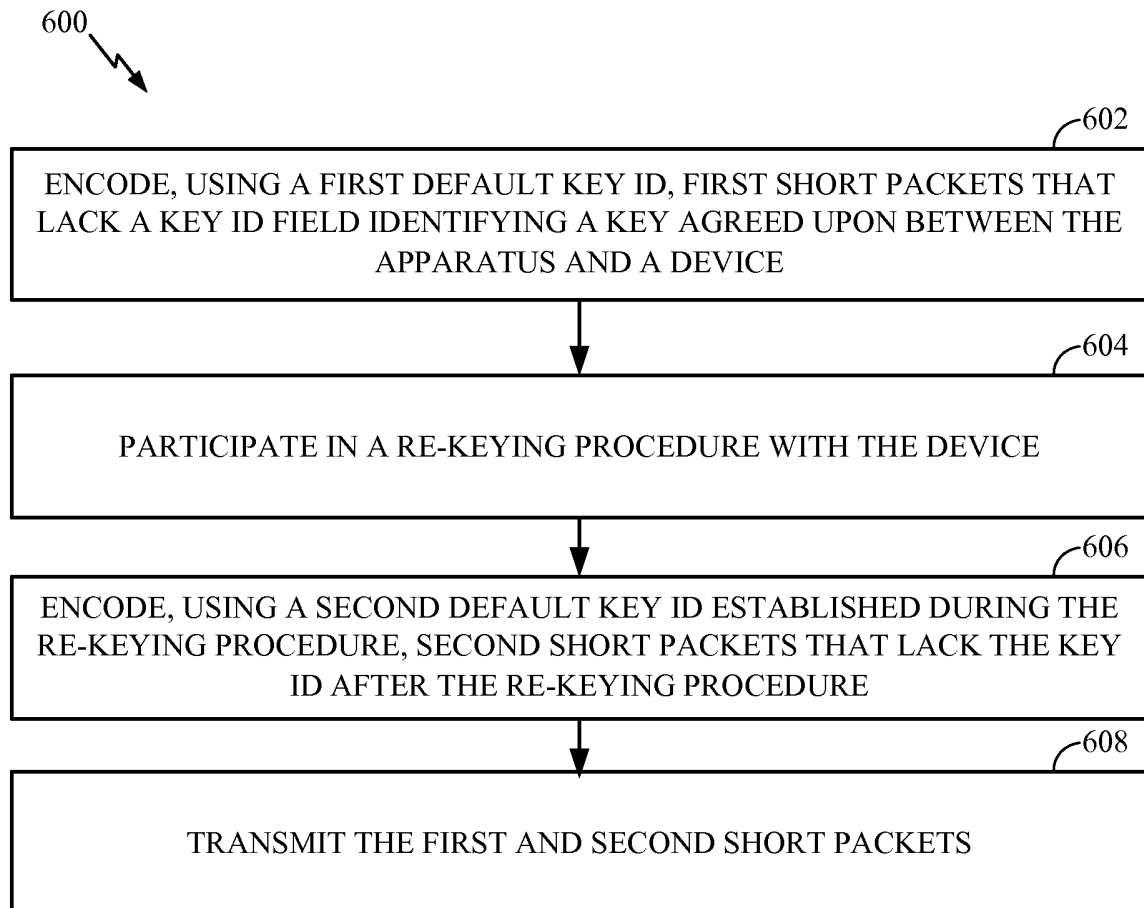 600
602
ENCODE, USING A FIRST DEFAULT KEY ID, FIRST SHORT PACKETS THAT
LACK A KEY ID FIELD IDENTIFYING A KEY AGREED UPON BETWEEN THE
APPARATUS AND A DEVICE
604
PARTICIPATE IN A RE-KEYING PROCEDURE WITH THE DEVICE
606
ENCODE, USING A SECOND DEFAULT KEY ID ESTABLISHED DURING THE
RE-KEYING PROCEDURE, SECOND SHORT PACKETS THAT LACK THE KEY
ID AFTER THE RE-KEYING PROCEDURE
608
TRANSMIT THE FIRST AND SECOND SHORT PACKETS